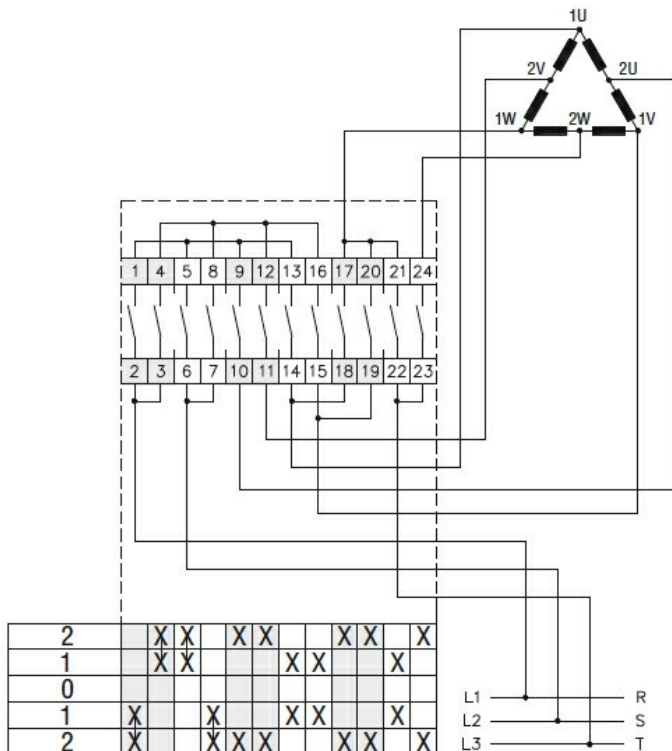 1U
2V 2U
1W 2W 1V
1 4 5 8 9 12 13 16 17 20 21 24
2 3 6 7 10 11 14 15 18 19 22 23
2 X X X X X X X
1 X X X X X
0
1 X X X X X
2 X X X X X X X
L1 R
L2 S
L3 T